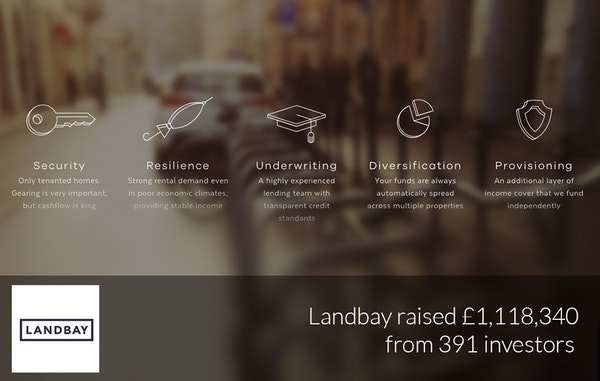 Security
Only tenanted homes.
Gearing is very important,
but cashflow is king
Resilience
Strong rental demand even
in poor economic climates,
providing stable income
Underwriting
A highly experienced
lending team with
transparent credit
standards
Diversification
Your funds are always
automatically spread
across multiple properties
Provisioning
An additional layer of
income cover that we fund
independently
LANDBAY
Landbay raised £1,118,340
from 391 investors